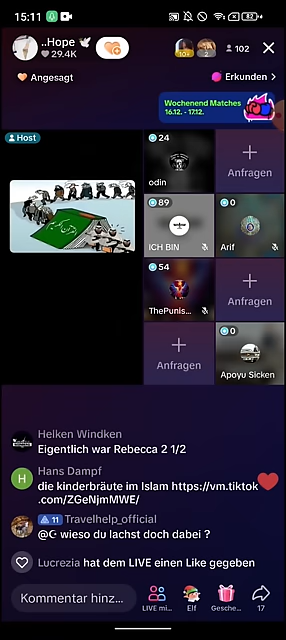 15:11
82
..Hope 🕊
29.4K
10+
2
102
Angesagt
Erkunden >
Wochenend Matches
16.12. - 17.12.
Host
24
odin
Anfragen
89
ICH BIN
0
Arif
54
ThePunis...
Anfragen
Anfragen
0
Apoyu Sicken
Helken Windken
Eigentlich war Rebecca 2 1/2
H
Hans Dampf
die kinderbräute im Islam https://vm.tiktok
.com/ZGeNjmMWE/
11 Travelhelp_official
@☪ wieso du lachst doch dabei ?
Lucrezia hat dem LIVE einen Like gegeben
Kommentar hinz...
LIVE mi...
Elf
Gesche...
17